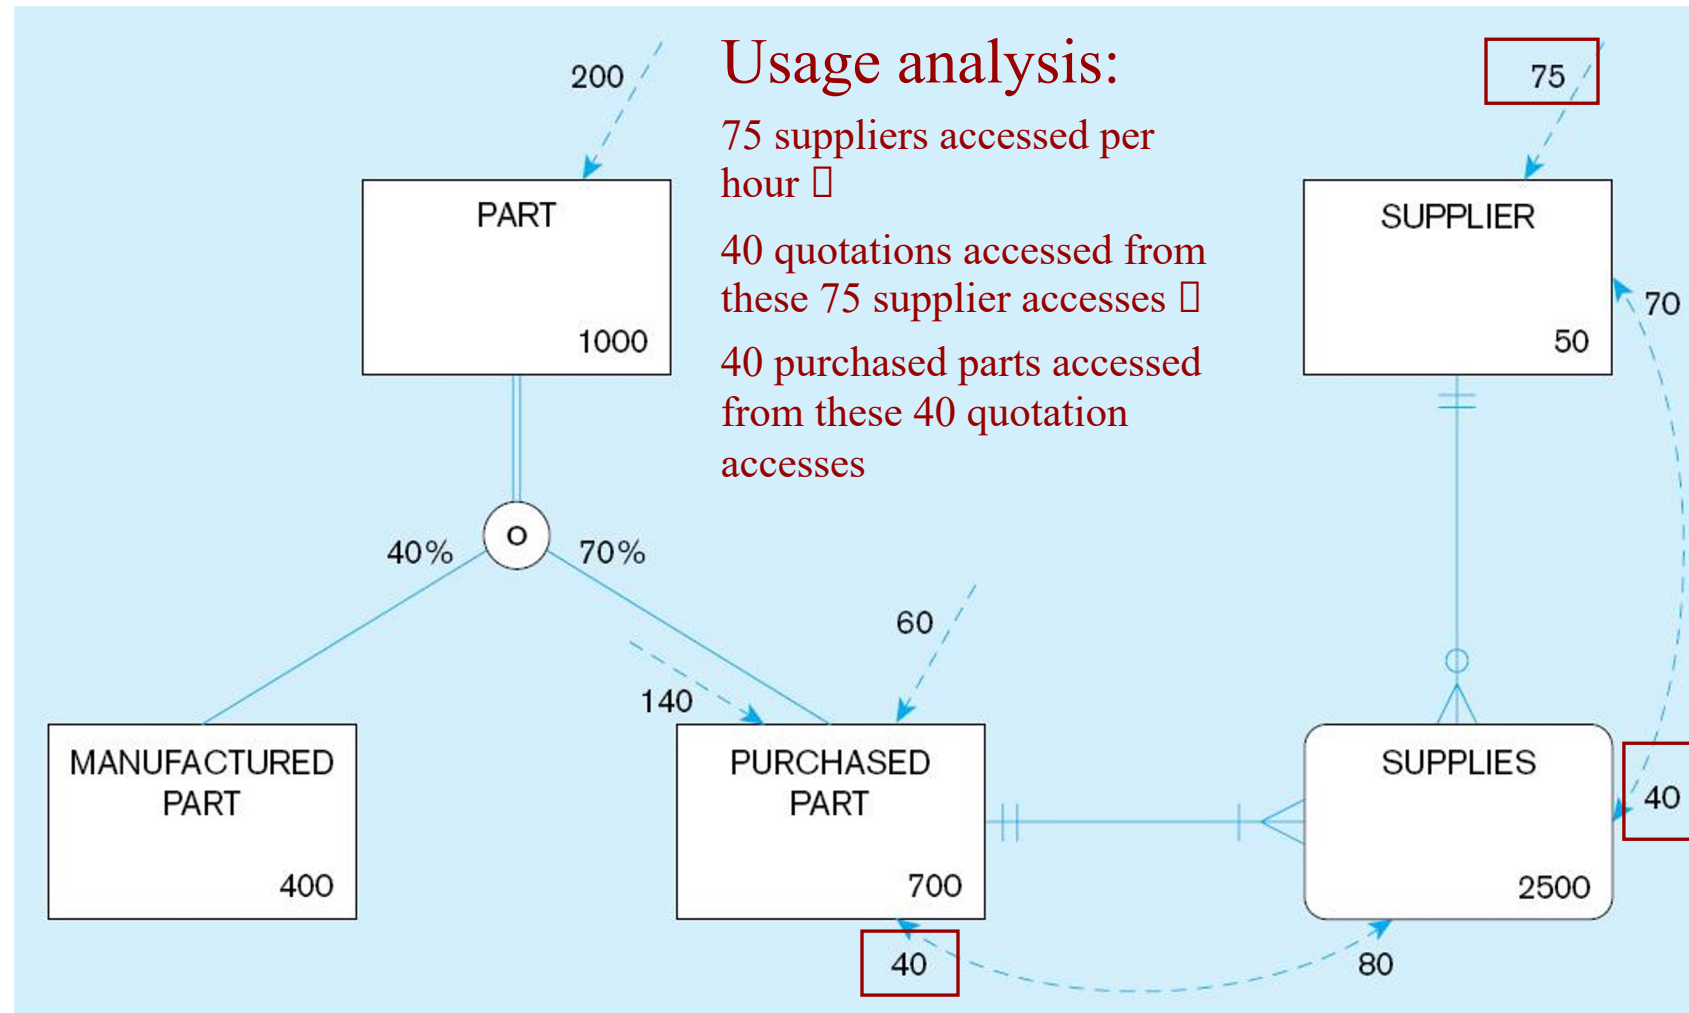 Usage analysis:
75 suppliers accessed per
hour 
40 quotations accessed from
these 75 supplier accesses 
40 purchased parts accessed
from these 40 quotation
accesses
200
75
PART
1000
SUPPLIER
50
70
40%
O
70%
60
140
MANUFACTURED
PART
400
PURCHASED
PART
700
SUPPLIES
2500
40
40
80